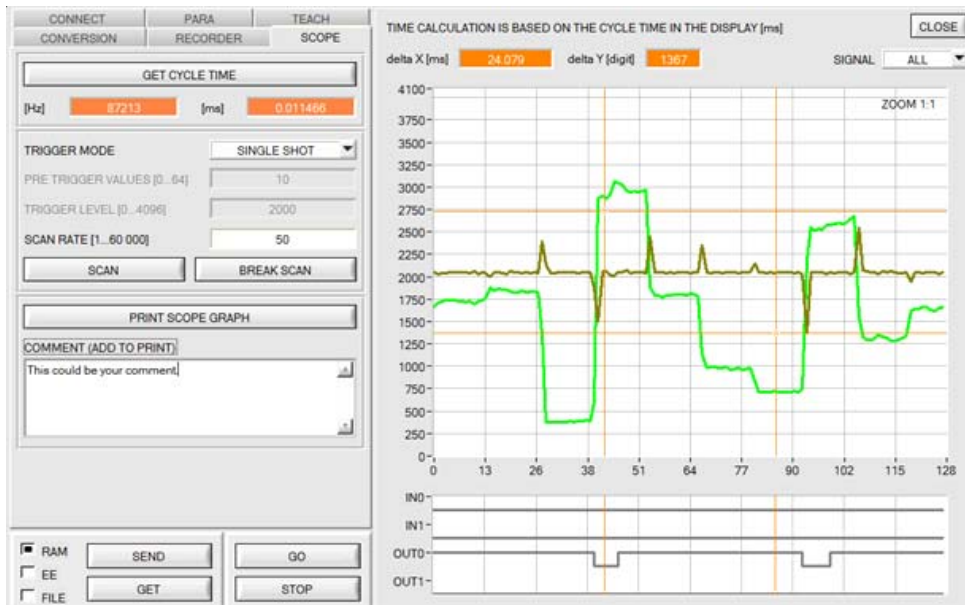 CONNECT PARA TEACH
CONVERSION RECORDER SCOPE
GET CYCLE TIME
[Hz] 87213 [ms] 0.011466
TRIGGER MODE SINGLE SHOT
PRE TRIGGER VALUES [0...64] 10
TRIGGER LEVEL [0...4096] 2000
SCAN RATE [1...60 000] 50
SCAN BREAK SCAN
PRINT SCOPE GRAPH
COMMENT (ADD TO PRINT)
This could be your comment.
RAM SEND GO
EE
FILE GET STOP
TIME CALCULATION IS BASED ON THE CYCLE TIME IN THE DISPLAY [ms] CLOSE
delta X [ms] 24.079 delta Y [digit] 1367 SIGNAL ALL
ZOOM 1:1
4100
3750
3500
3250
3000
2750
2500
2250
2000
1750
1500
1250
1000
750
500
250
0
0 13 26 38 51 64 77 90 102 115 128
IN0
IN1
OUT0
OUT1